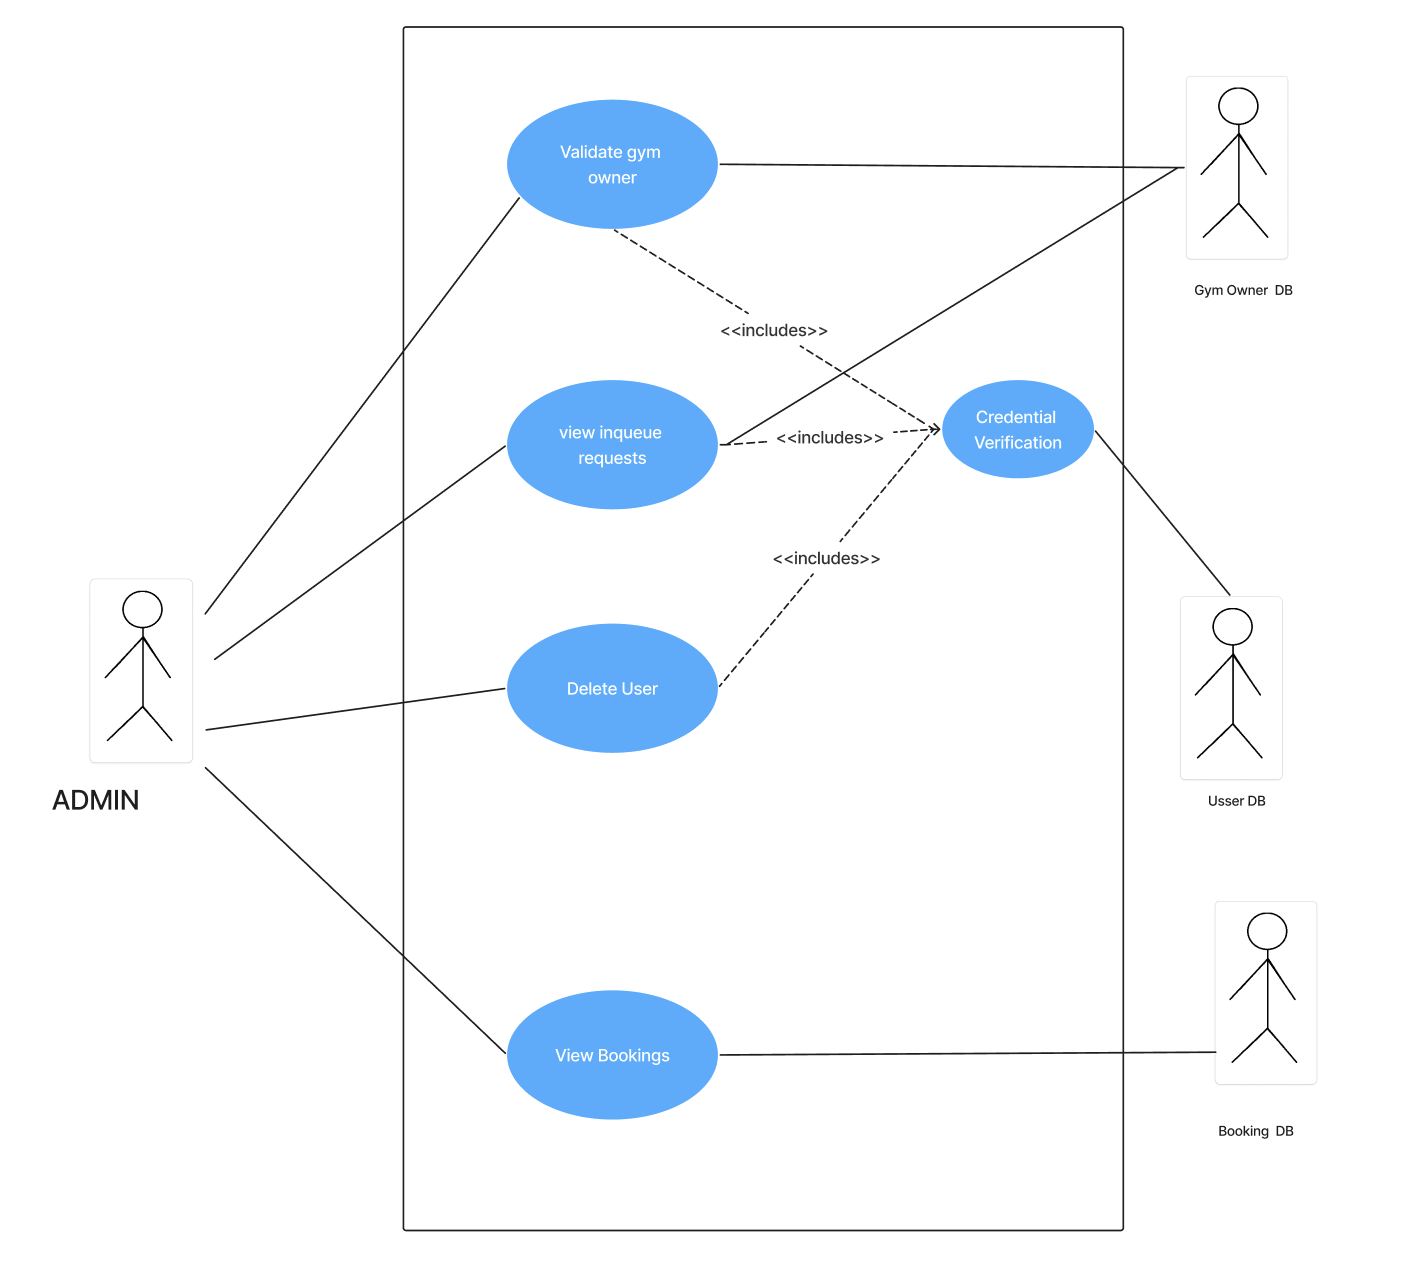 Validate gym
owner
Gym Owner  DB
<<includes>>
view inqueue
requests
<<includes>>
Credential
Verification
<<includes>>
Delete User
ADMIN
Usser DB
View Bookings
Booking  DB